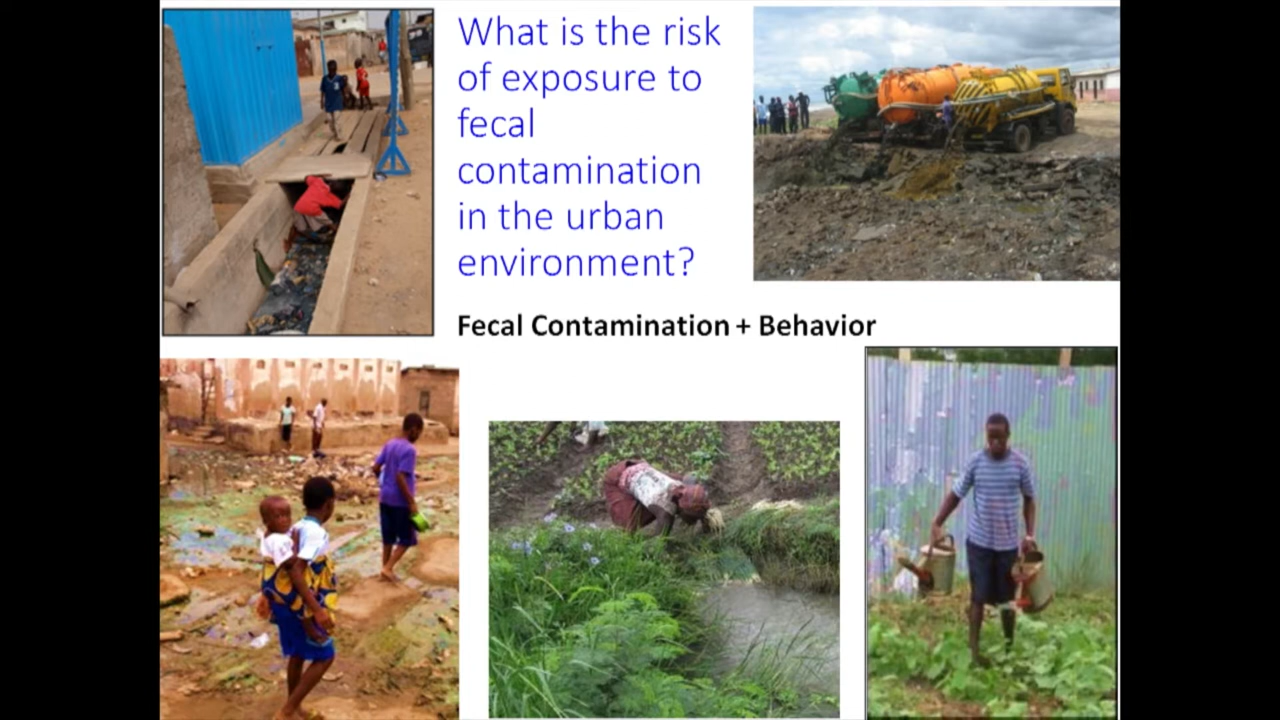 What is the risk
of exposure to
fecal
contamination
in the urban
environment?
Fecal Contamination + Behavior